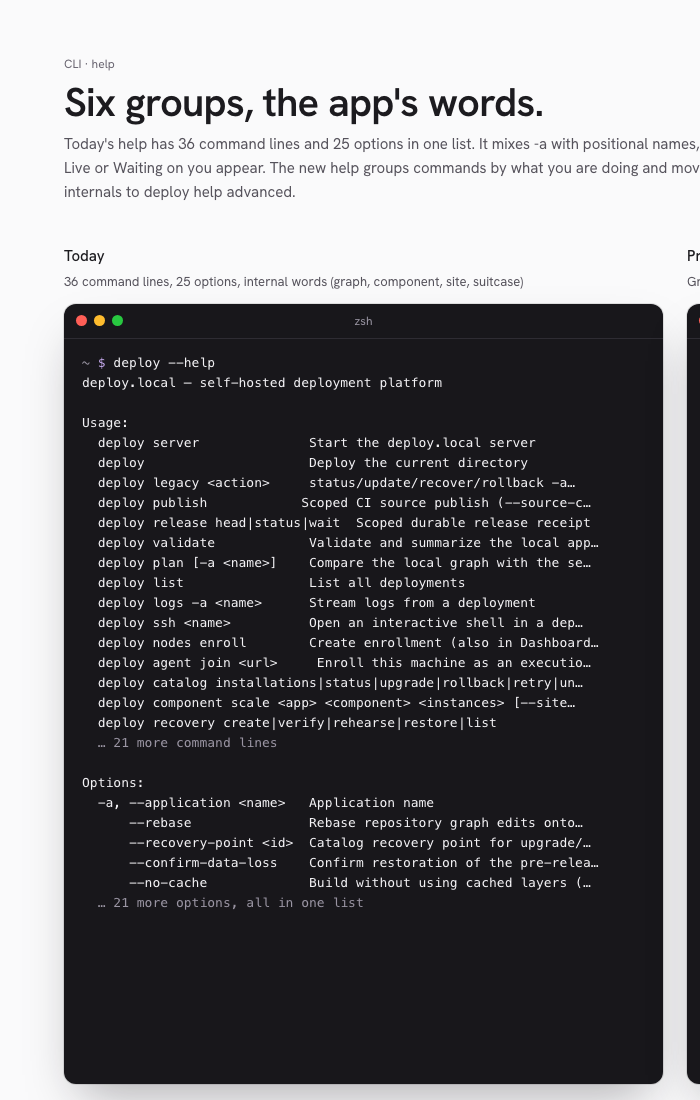 CLI · help
Six groups, the app's words.
Today's help has 36 command lines and 25 options in one list. It mixes -a with positional names,
Live or Waiting on you appear. The new help groups commands by what you are doing and mov
internals to deploy help advanced.
Today
36 command lines, 25 options, internal words (graph, component, site, suitcase)
Pr
Gr
zsh
~ $ deploy --help
deploy.local — self-hosted deployment platform
Usage:
deploy server Start the deploy.local server
deploy Deploy the current directory
deploy legacy <action> status/update/recover/rollback -a…
deploy publish Scoped CI source publish (--source-c…
deploy release head|status|wait Scoped durable release receipt
deploy validate Validate and summarize the local app…
deploy plan [-a <name>] Compare the local graph with the se…
deploy list List all deployments
deploy logs -a <name> Stream logs from a deployment
deploy ssh <name> Open an interactive shell in a dep…
deploy nodes enroll Create enrollment (also in Dashboard…
deploy agent join <url> Enroll this machine as an executio…
deploy catalog installations|status|upgrade|rollback|retry|un…
deploy component scale <app> <component> <instances> [--site…
deploy recovery create|verify|rehearse|restore|list
… 21 more command lines
Options:
-a, --application <name> Application name
--rebase Rebase repository graph edits onto…
--recovery-point <id> Catalog recovery point for upgrade/…
--confirm-data-loss Confirm restoration of the pre-relea…
--no-cache Build without using cached layers (…
… 21 more options, all in one list